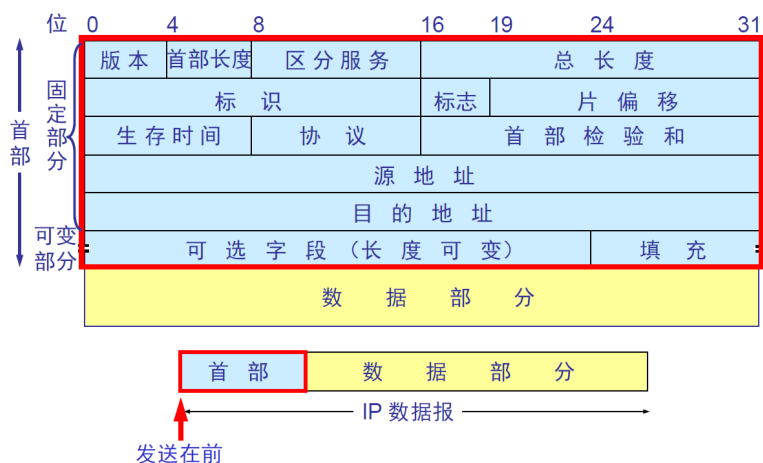 位 0 4 8 16 19 24 31
版本 首部长度 区分服务 总长度
标识 标志 片偏移
生存时间 协议 首部检验和
源地址
目的地址
可选字段（长度可变） 填充
数据部分
首部
固定部分
可变部分
首部 数据部分
IP 数据报
发送在前